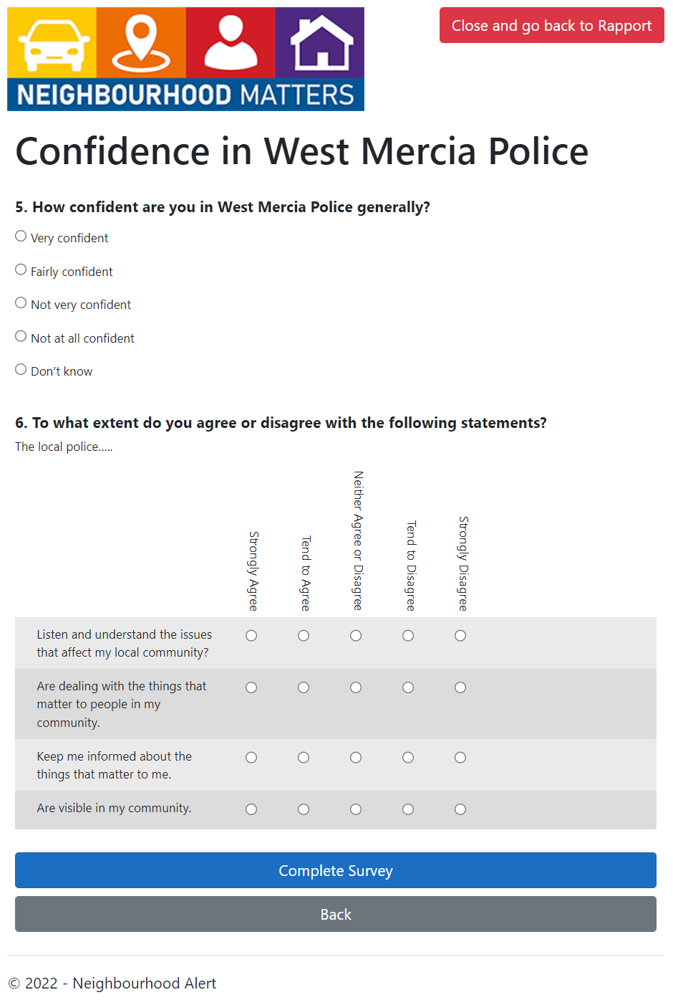 NEIGHBOURHOOD MATTERS
Close and go back to Rapport
Confidence in West Mercia Police
5. How confident are you in West Mercia Police generally?
Very confident
Fairly confident
Not very confident
Not at all confident
Don't know
6. To what extent do you agree or disagree with the following statements?
The local police.....
Strongly Agree
Tend to Agree
Neither Agree or Disagree
Tend to Disagree
Strongly Disagree
Listen and understand the issues
that affect my local community?
Are dealing with the things that
matter to people in my
community.
Keep me informed about the
things that matter to me.
Are visible in my community.
Complete Survey
Back
© 2022 - Neighbourhood Alert